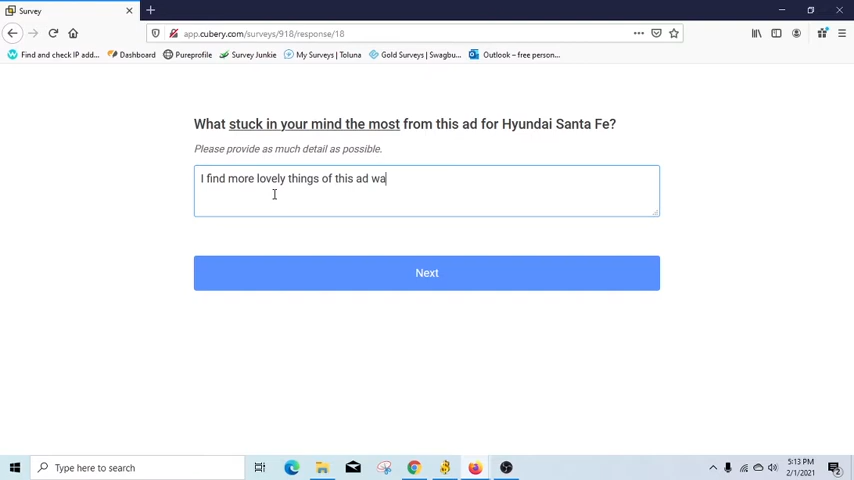 Survey
app.cubery.com/surveys/918/response/18
Find and check IP add... Dashboard Pureprofile Survey Junkie My Surveys | Toluna Gold Surveys | Swagbu... Outlook – free person...
What stuck in your mind the most from this ad for Hyundai Santa Fe?
Please provide as much detail as possible.
I find more lovely things of this ad wa
Next
Type here to search
5:13 PM
2/1/2021
2